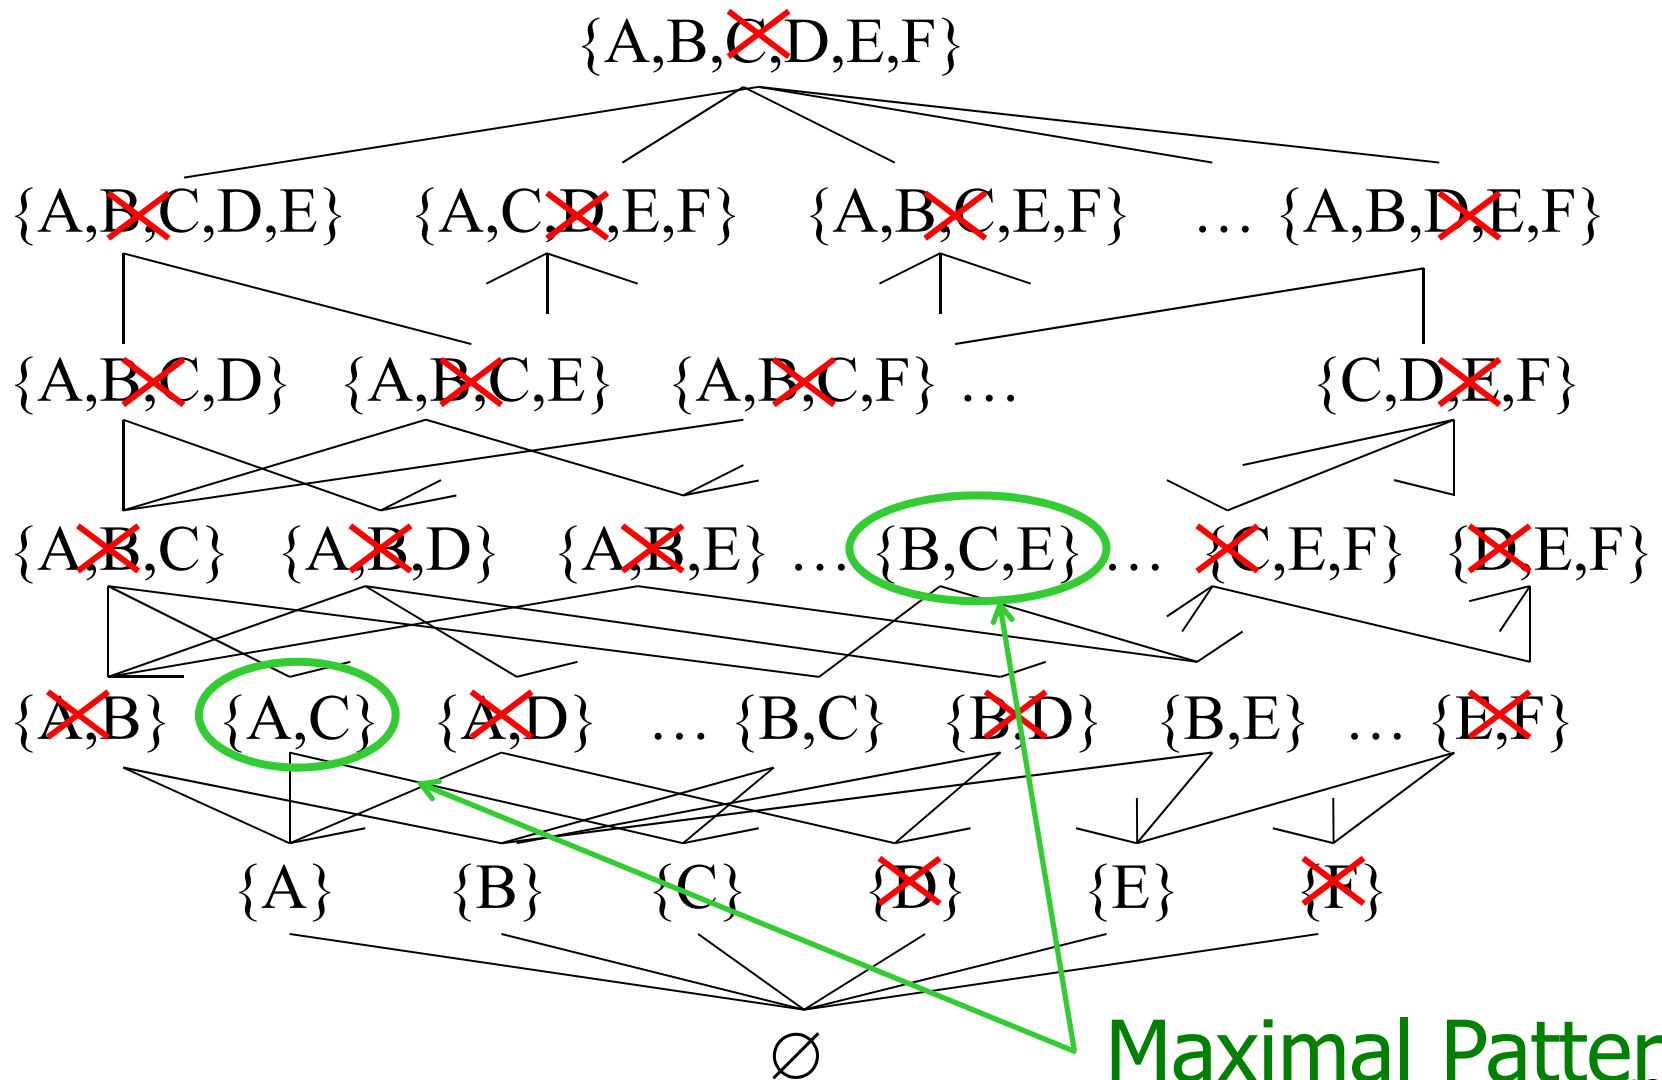 {A,B,C,D,E,F}
{A,B,C,D,E} {A,C,D,E,F} {A,B,C,E,F} … {A,B,D,E,F}
{A,B,C,D} {A,B,C,E} {A,B,C,F} … {C,D,E,F}
{A,B,C} {A,B,D} {A,B,E} … {B,C,E} … {C,E,F} {D,E,F}
{A,B} {A,C} {A,D} … {B,C} {B,D} {B,E} … {E,F}
{A} {B} {C} {D} {E} {F}
∅
Maximal Patter